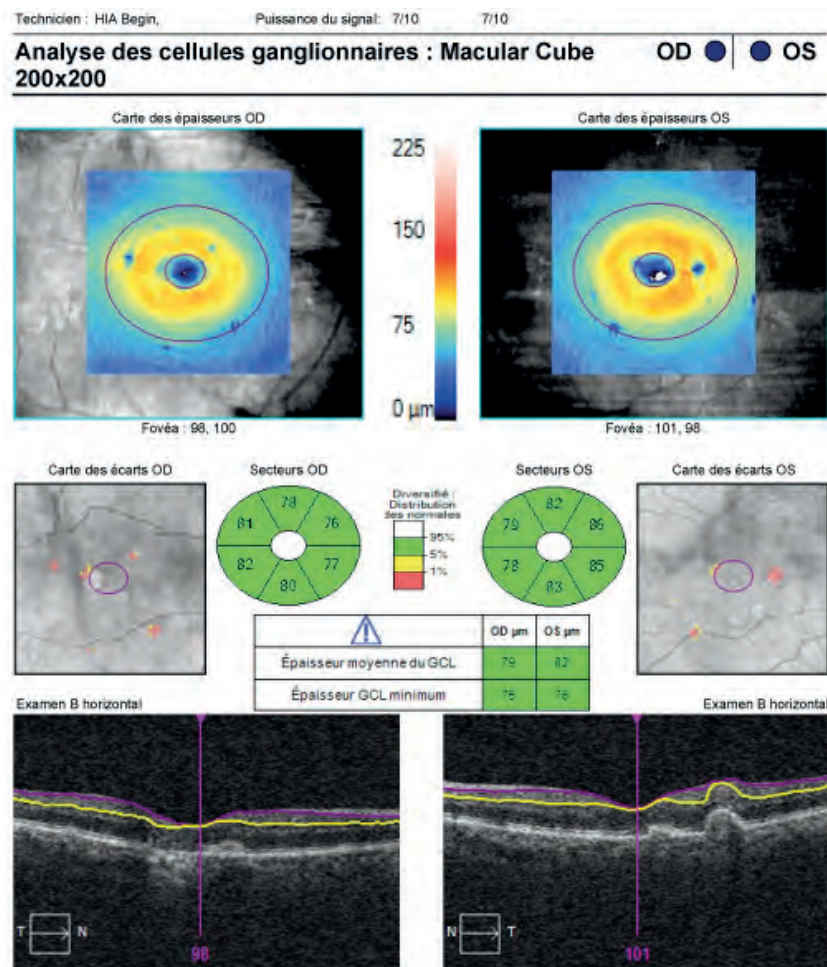 Technicien : HIA Begin, Puissance du signal: 7/10 7/10
Analyse des cellules ganglionnaires : Macular Cube 200x200 OD OS
Carte des épaisseurs OD
Carte des épaisseurs OS
225
150
75
0 µm
Fovéa : 98, 100
Fovéa : 101, 98
Carte des écarts OD
Secteurs OD
Secteurs OS
Carte des écarts OS
Diversifié :
Distribution
des normales
95%
5%
1%
78
81 76
82 77
80
82
79 86
78 85
83
OD µm OS µm
Épaisseur moyenne du GCL 79 82
Épaisseur GCL minimum 75 78
Examen B horizontal
Examen B horizontal
T N
98
N T
101